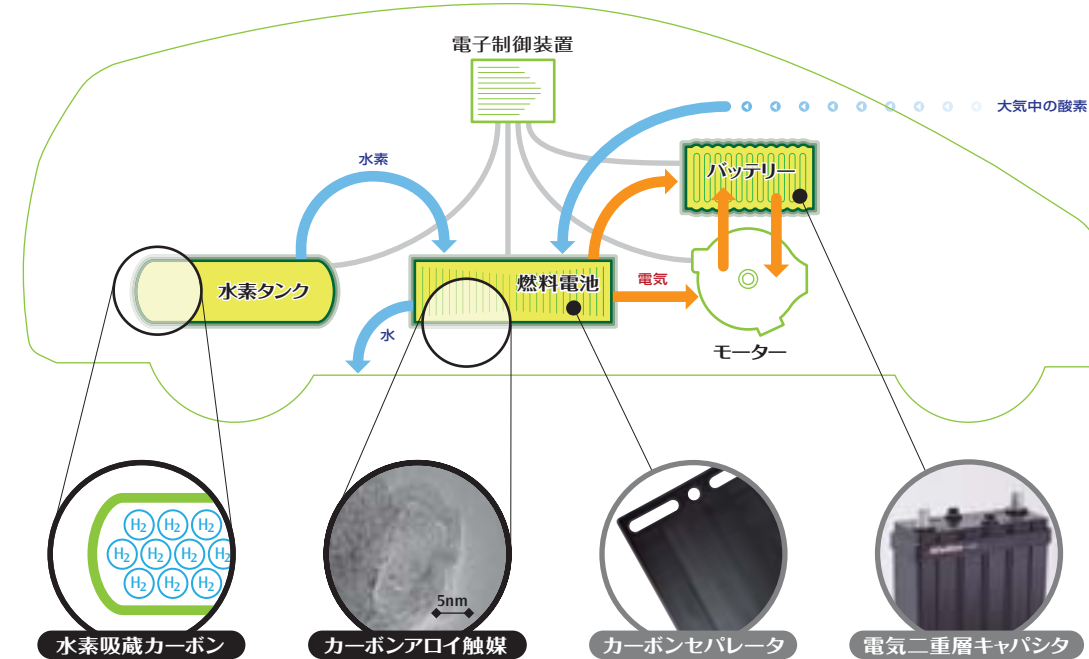 電子制御装置
大気中の酸素
水素
バッテリー
水素タンク
燃料電池
電気
水
モーター
H2 H2 H2
H2 H2 H2 H2
H2 H2 H2
5nm
水素吸蔵カーボン
カーボンアロイ触媒
カーボンセパレータ
電気二重層キャパシタ